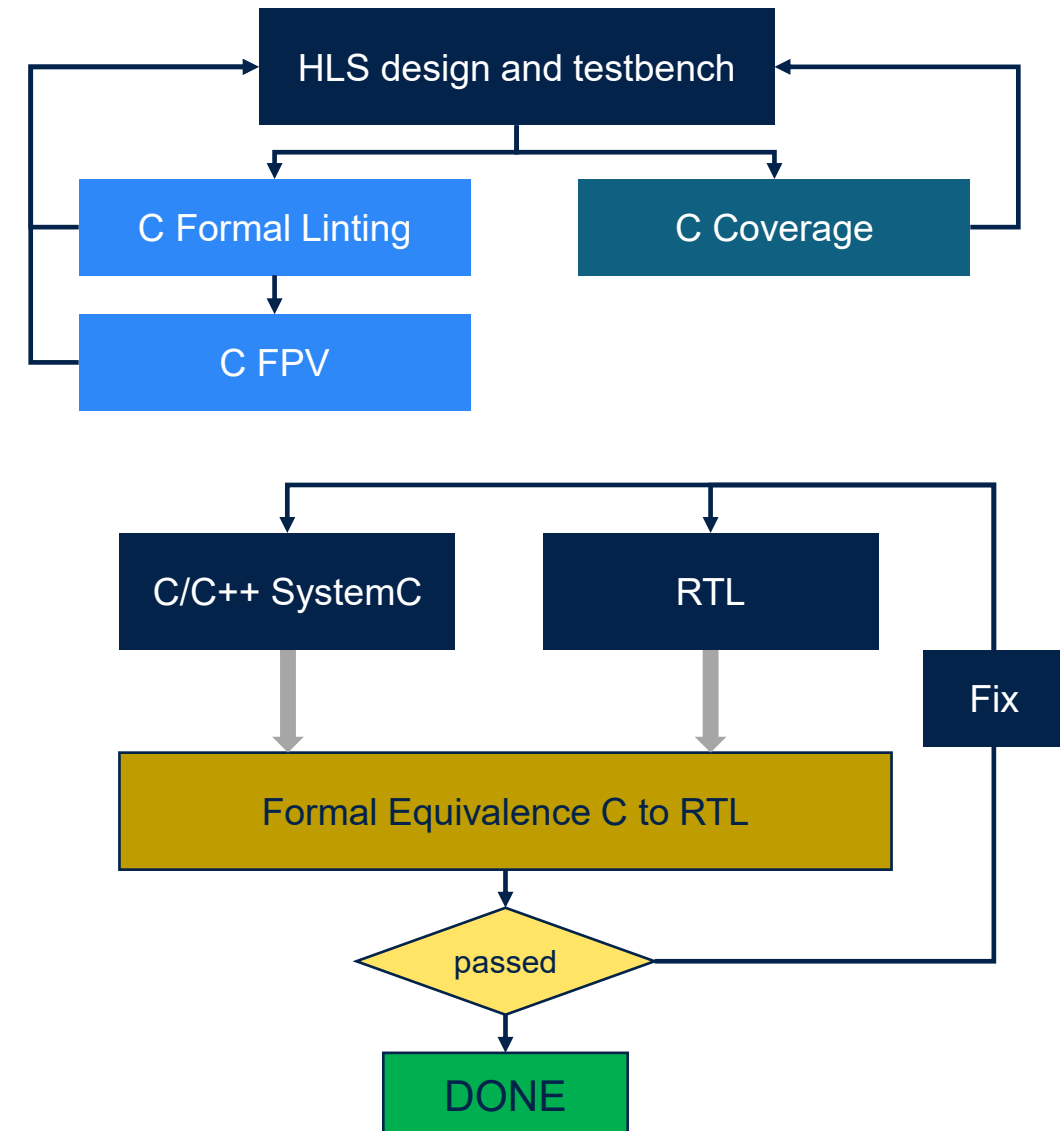 HLS design and testbench
C Formal Linting
C Coverage
C FPV
C/C++ SystemC
RTL
Fix
Formal Equivalence C to RTL
passed
DONE